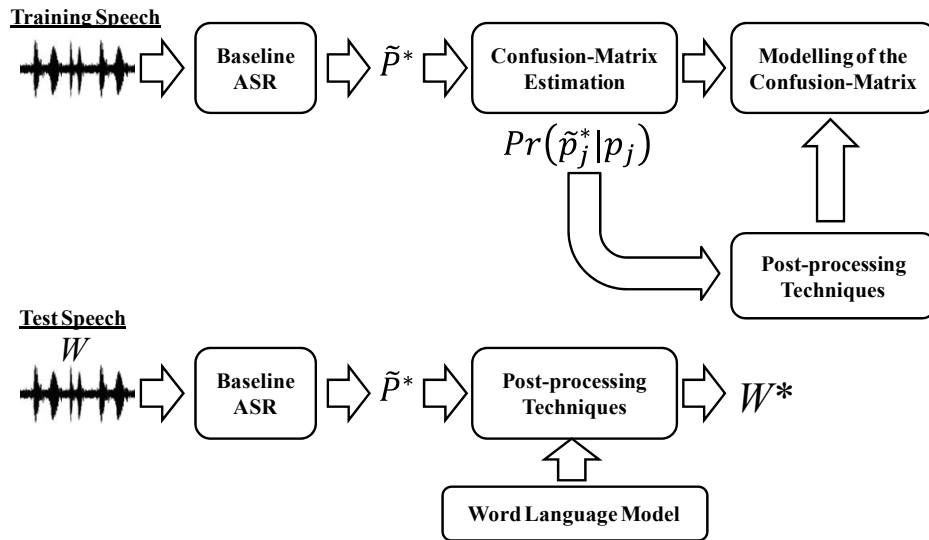 Training Speech
Baseline
ASR
P̃*
Confusion-Matrix
Estimation
Modelling of the
Confusion-Matrix
Pr(p̃*ⱼ|pⱼ)
Post-processing
Techniques
Test Speech
W
Baseline
ASR
P̃*
Post-processing
Techniques
W*
Word Language Model